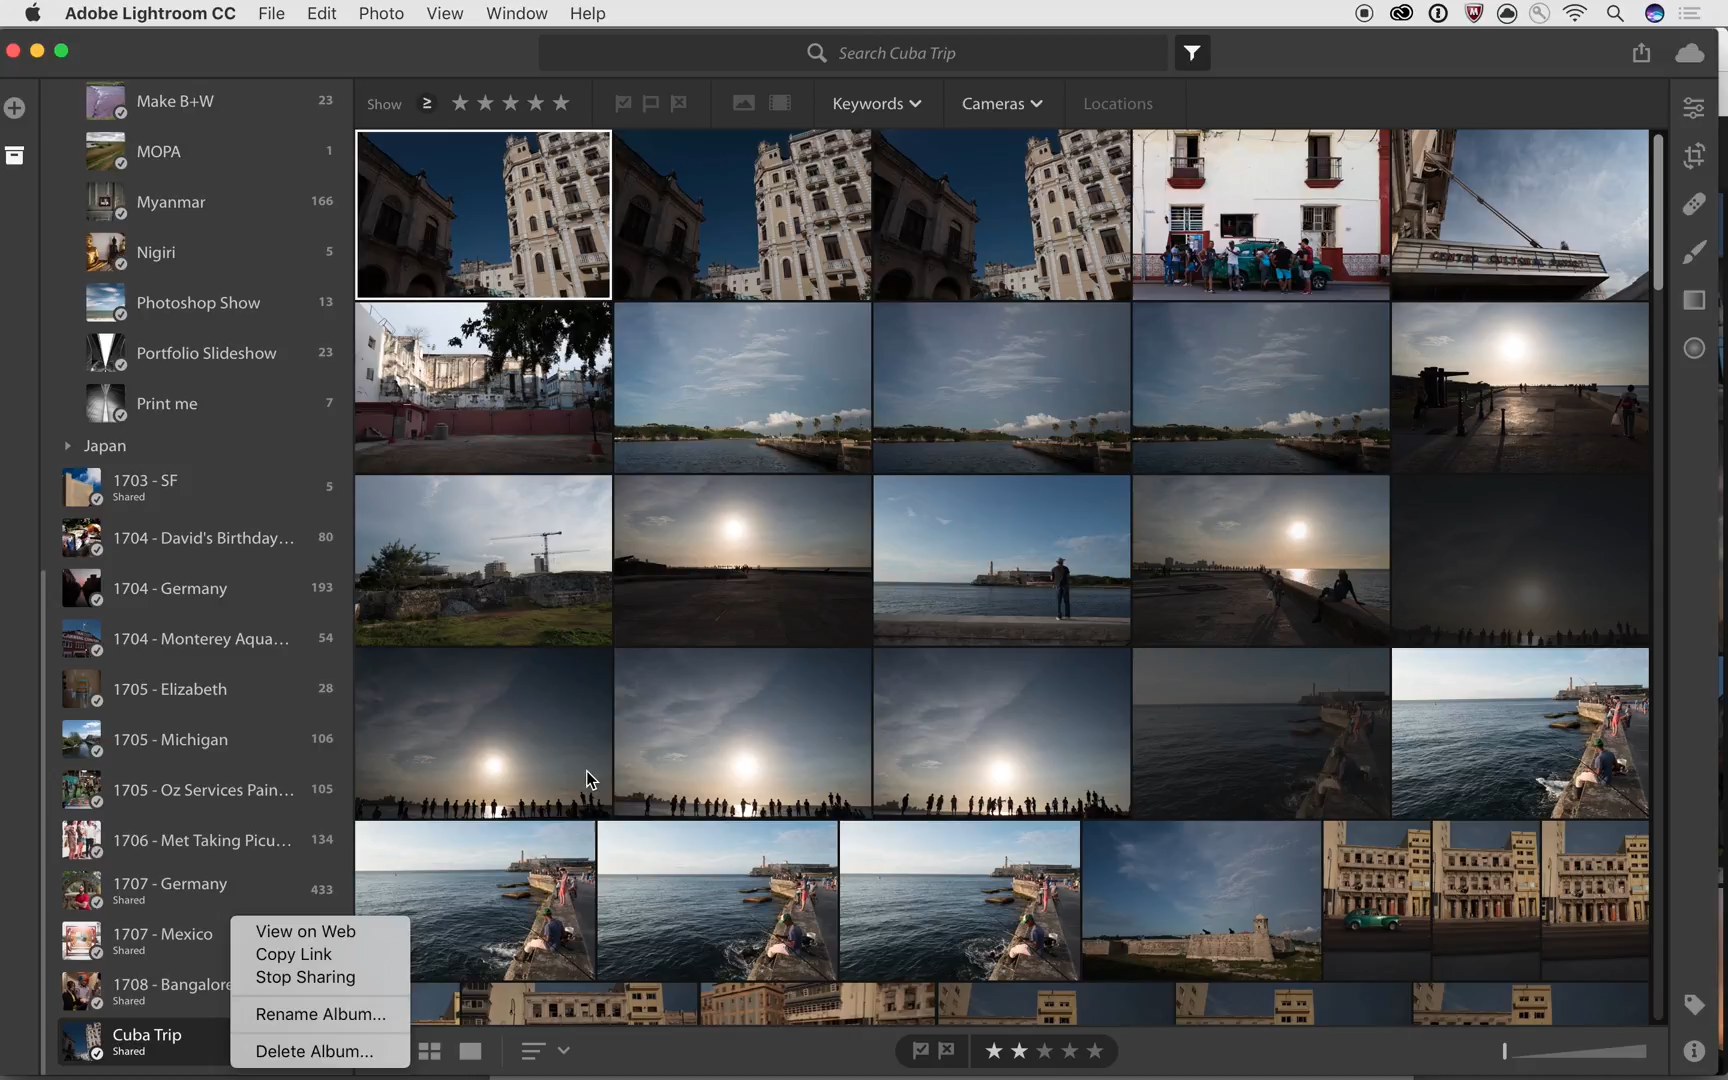 Adobe Lightroom CC File Edit Photo View Window Help
Search Cuba Trip
Show ≥ Keywords Cameras Locations
Make B+W 23
MOPA 1
Myanmar 166
Nigiri 5
Photoshop Show 13
Portfolio Slideshow 23
Print me 7
Japan
1703 - SF 5
Shared
1704 - David's Birthday... 80
1704 - Germany 193
1704 - Monterey Aqua... 54
1705 - Elizabeth 28
1705 - Michigan 106
1705 - Oz Services Pain... 105
1706 - Met Taking Picu... 134
1707 - Germany 433
Shared
1707 - Mexico
Shared
1708 - Bangalore
Shared
Cuba Trip
Shared
View on Web
Copy Link
Stop Sharing
Rename Album...
Delete Album...